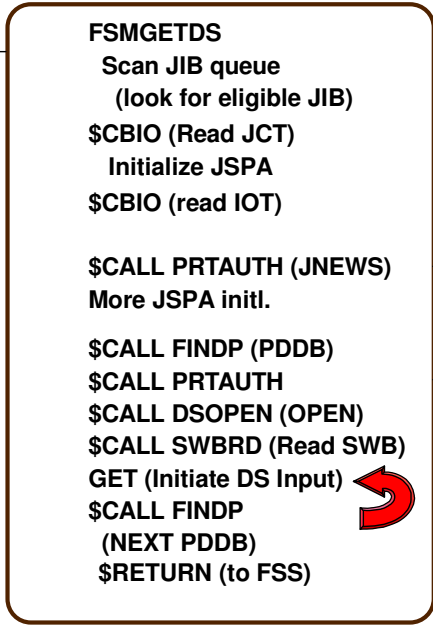 FSMGETDS
Scan JIB queue
(look for eligible JIB)
$CBIO (Read JCT)
Initialize JSPA
$CBIO (read IOT)
$CALL PRTAUTH (JNEWS)
More JSPA initl.
$CALL FINDP (PDDB)
$CALL PRTAUTH
$CALL DSOPEN (OPEN)
$CALL SWBRD (Read SWB)
GET (Initiate DS Input)
$CALL FINDP
(NEXT PDDB)
$RETURN (to FSS)